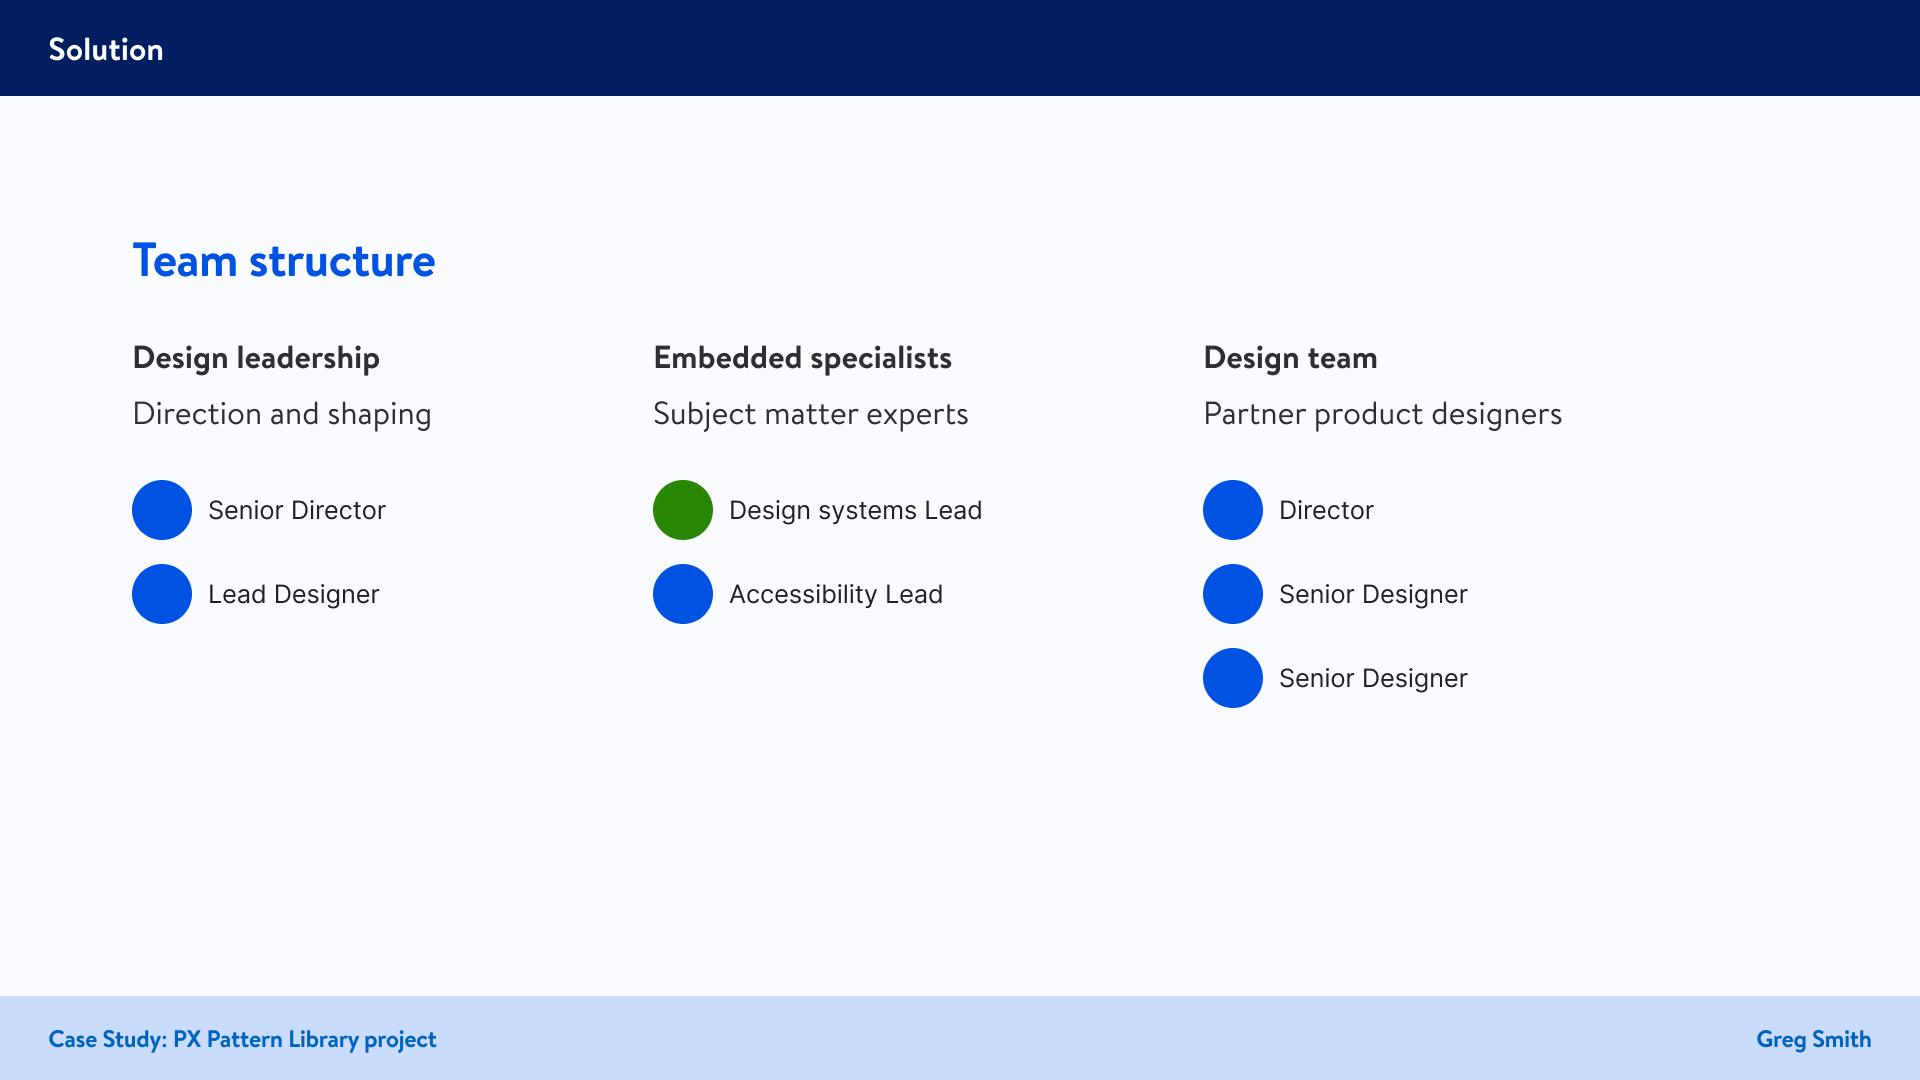 Solution
Team structure
Design leadership
Direction and shaping
Senior Director
Lead Designer
Embedded specialists
Subject matter experts
Design systems Lead
Accessibility Lead
Design team
Partner product designers
Director
Senior Designer
Senior Designer
Case Study: PX Pattern Library project
Greg Smith